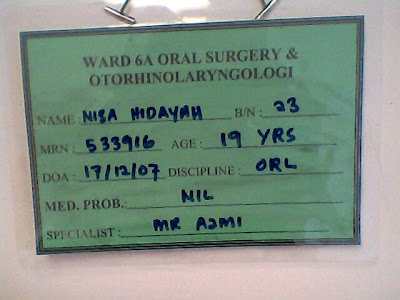 WARD 6A ORAL SURGERY &
OTORHINOLARYNGOLOGI
NAME: NISA HIDAYAH B/N: 23
MRN: 533916 AGE: 19 YRS
DOA: 17/12/07 DISCIPLINE: ORL
MED. PROB.: NIL
SPECIALIST: MR AZMI